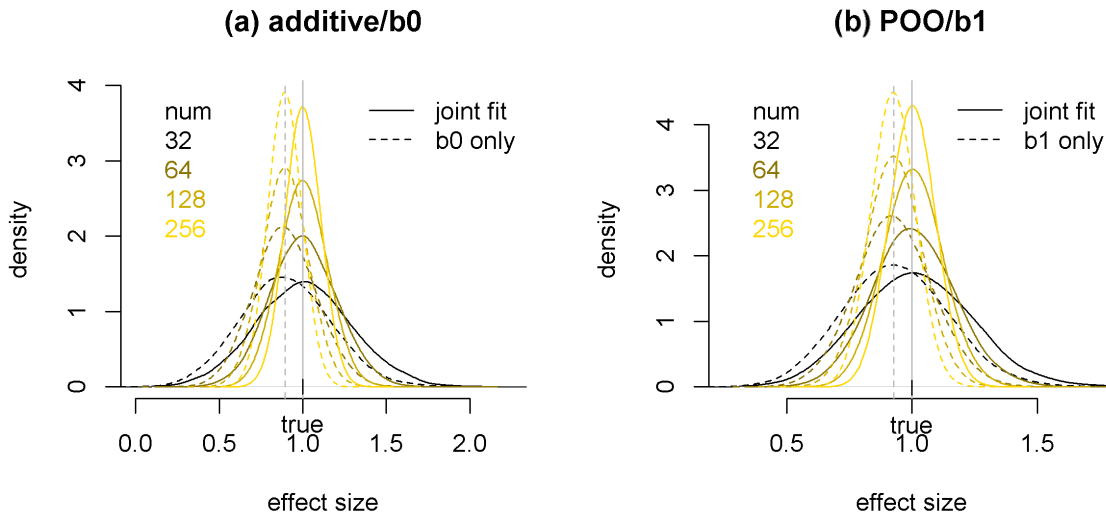 (a) additive/b0
density
0
1
2
3
4
num
32
64
128
256
joint fit
b0 only
true
0.0 0.5 1.0 1.5 2.0
effect size
(b) POO/b1
density
0
1
2
3
4
num
32
64
128
256
joint fit
b1 only
true
0.5 1.0 1.5
effect size